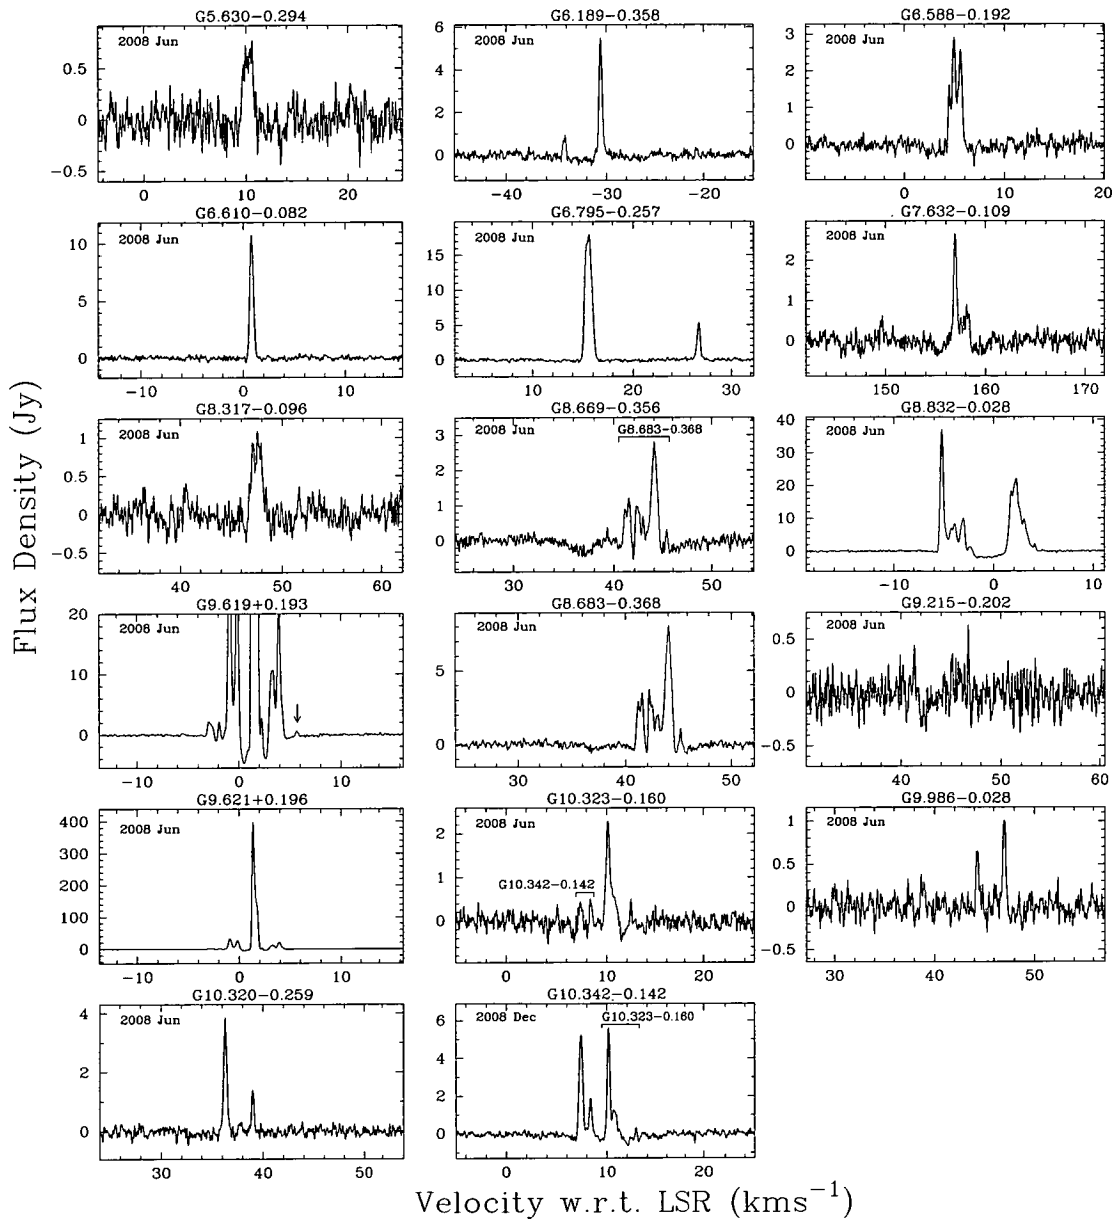 G5.630−0.294
2008 Jun
0.5
0
−0.5
0
10
20
G6.189−0.358
2008 Jun
6
4
2
0
−40
−30
−20
G6.588−0.192
2008 Jun
3
2
1
0
0
10
20
G6.610−0.082
2008 Jun
10
5
0
−10
0
10
G6.795−0.257
2008 Jun
15
10
5
0
10
20
30
G7.632−0.109
2008 Jun
2
1
0
150
160
170
G8.317−0.096
2008 Jun
1
0.5
0
−0.5
40
50
60
G8.669−0.356
2008 Jun
G8.683−0.368
3
2
1
0
30
40
50
G8.832−0.028
2008 Jun
40
30
20
10
0
−10
0
10
G9.619+0.193
2008 Jun
20
10
0
−10
0
10
G8.683−0.368
2008 Jun
5
0
30
40
50
G9.215−0.202
2008 Jun
0.5
0
−0.5
40
50
60
G9.621+0.196
2008 Jun
400
300
200
100
0
−10
0
10
G10.323−0.160
2008 Jun
G10.342−0.142
2
1
0
0
10
20
G9.986−0.028
2008 Jun
1
0.5
0
−0.5
30
40
50
G10.320−0.259
2008 Jun
4
2
0
30
40
50
G10.342−0.142
2008 Dec
G10.323−0.160
6
4
2
0
0
10
20
Flux Density (Jy)
Velocity w.r.t. LSR (kms−1)